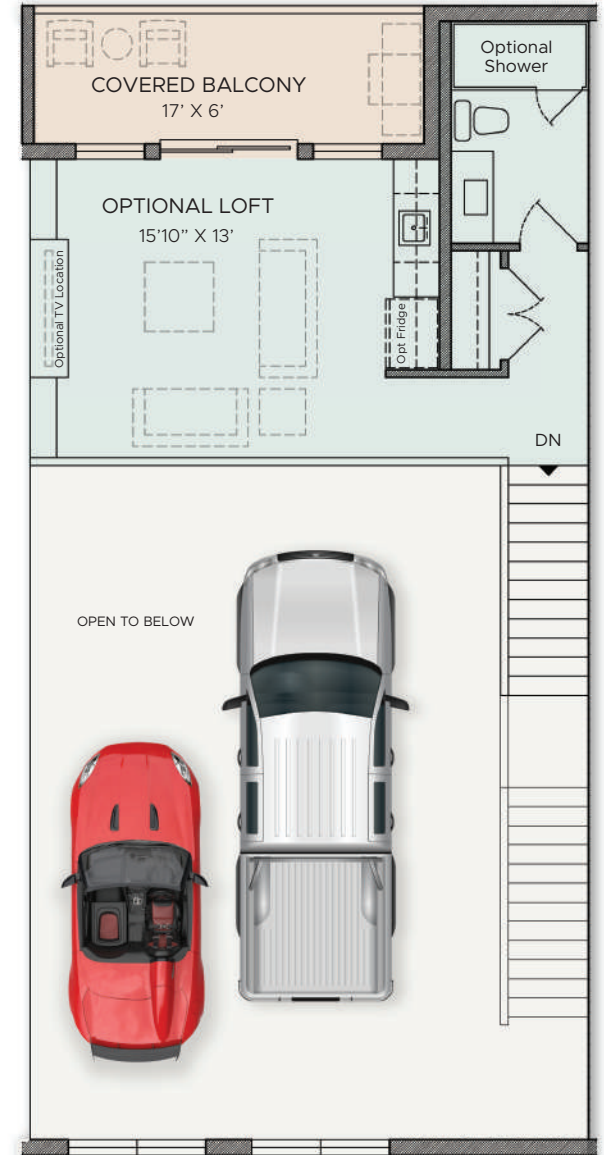 Optional
Shower
COVERED BALCONY
17’ X 6’
OPTIONAL LOFT
15’10” X 13’
Optional TV Location
Opt Fridge
DN
OPEN TO BELOW